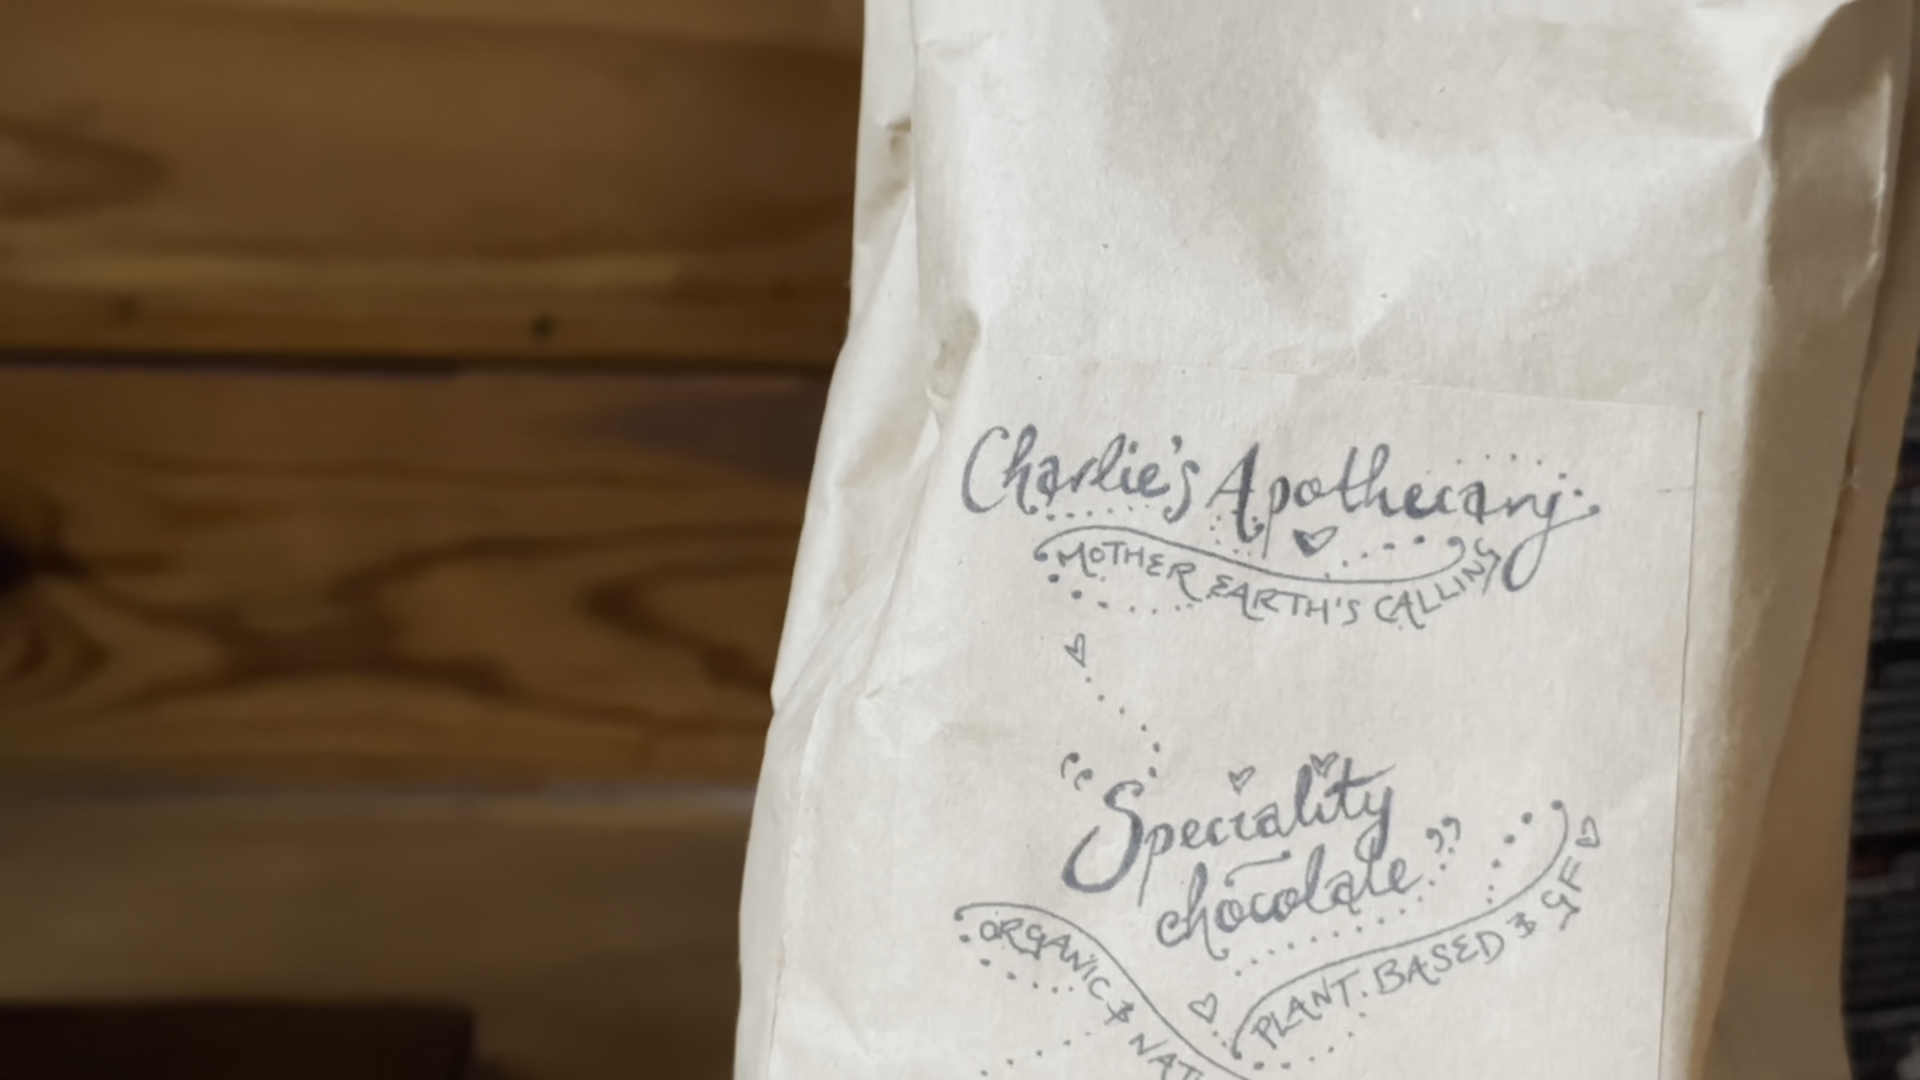 Charlie's Apothecary
MOTHER EARTH'S CALLING
"Speciality
chocolate"
ORGANIC &
PLANT. BASED & GF